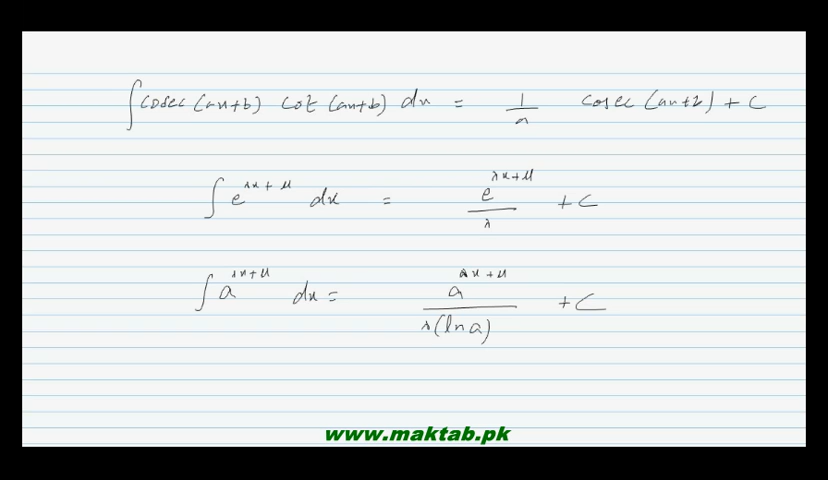 ∫cosec(ax+b) cot(ax+b) dx = 1/a cosec(ax+b) + C
∫e^(λx+μ) dx = e^(λx+μ)/λ + C
∫a^(λx+μ) dx = a^(λx+μ)/λ(ln a) + C
www.maktab.pk